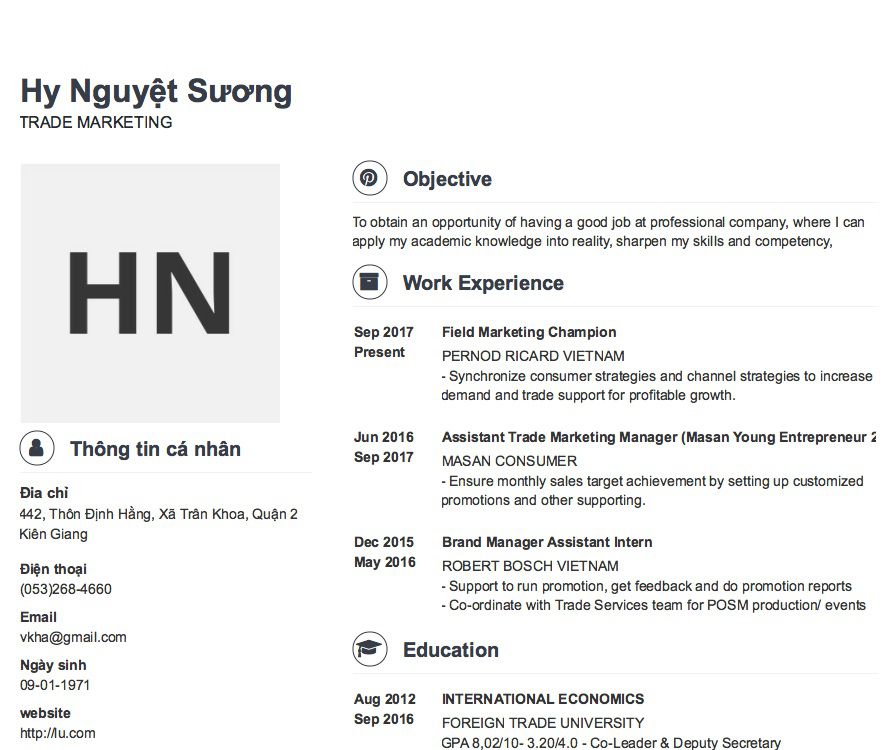 Hy Nguyệt Sương
TRADE MARKETING
HN
Thông tin cá nhân
Đia chỉ
442, Thôn Định Hằng, Xã Trân Khoa, Quận 2
Kiên Giang
Điện thoại
(053)268-4660
Email
vkha@gmail.com
Ngày sinh
09-01-1971
website
http://lu.com
Objective
To obtain an opportunity of having a good job at professional company, where I can
apply my academic knowledge into reality, sharpen my skills and competency,
Work Experience
Sep 2017
Present
Field Marketing Champion
PERNOD RICARD VIETNAM
- Synchronize consumer strategies and channel strategies to increase
demand and trade support for profitable growth.
Jun 2016
Sep 2017
Assistant Trade Marketing Manager (Masan Young Entrepreneur 2
MASAN CONSUMER
- Ensure monthly sales target achievement by setting up customized
promotions and other supporting.
Dec 2015
May 2016
Brand Manager Assistant Intern
ROBERT BOSCH VIETNAM
- Support to run promotion, get feedback and do promotion reports
- Co-ordinate with Trade Services team for POSM production/ events
Education
Aug 2012
Sep 2016
INTERNATIONAL ECONOMICS
FOREIGN TRADE UNIVERSITY
GPA 8,02/10- 3.20/4.0 - Co-Leader & Deputy Secretary